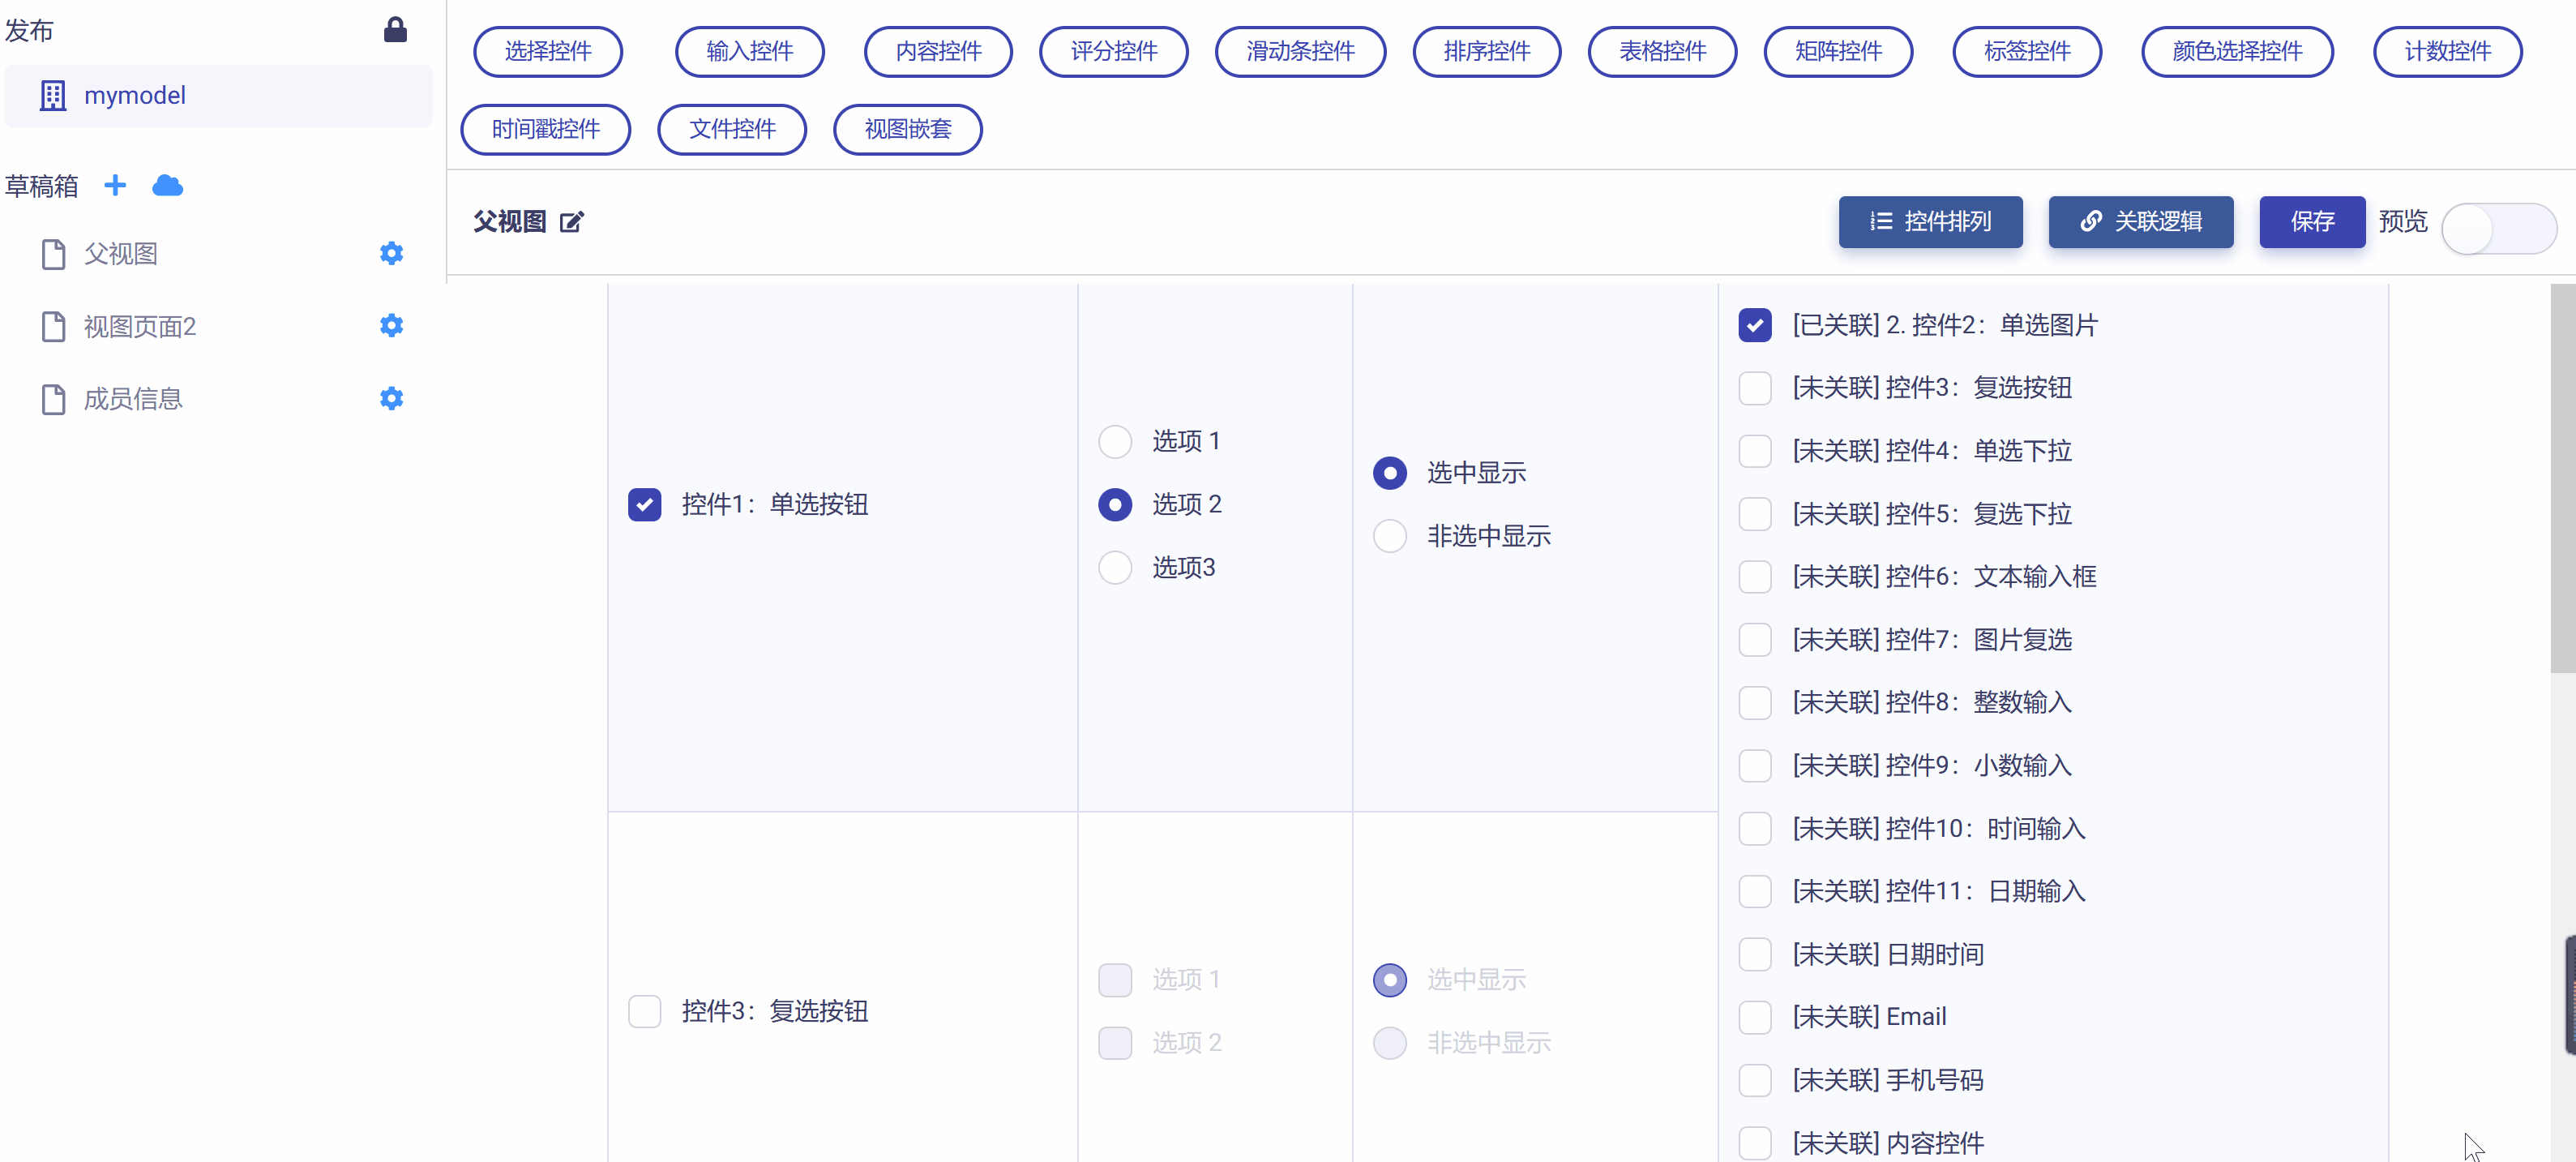 发布
mymodel
草稿箱
父视图
视图页面2
成员信息
选择控件 输入控件 内容控件 评分控件 滑动条控件 排序控件 表格控件 矩阵控件 标签控件 颜色选择控件 计数控件
时间戳控件 文件控件 视图嵌套
父视图 控件排列 关联逻辑 保存 预览
控件1：单选按钮
选项 1
选项 2
选项3
选中显示
非选中显示
控件3：复选按钮
选项 1
选项 2
选中显示
非选中显示
[已关联] 2. 控件2：单选图片
[未关联] 控件3：复选按钮
[未关联] 控件4：单选下拉
[未关联] 控件5：复选下拉
[未关联] 控件6：文本输入框
[未关联] 控件7：图片复选
[未关联] 控件8：整数输入
[未关联] 控件9：小数输入
[未关联] 控件10：时间输入
[未关联] 控件11：日期输入
[未关联] 日期时间
[未关联] Email
[未关联] 手机号码
[未关联] 内容控件